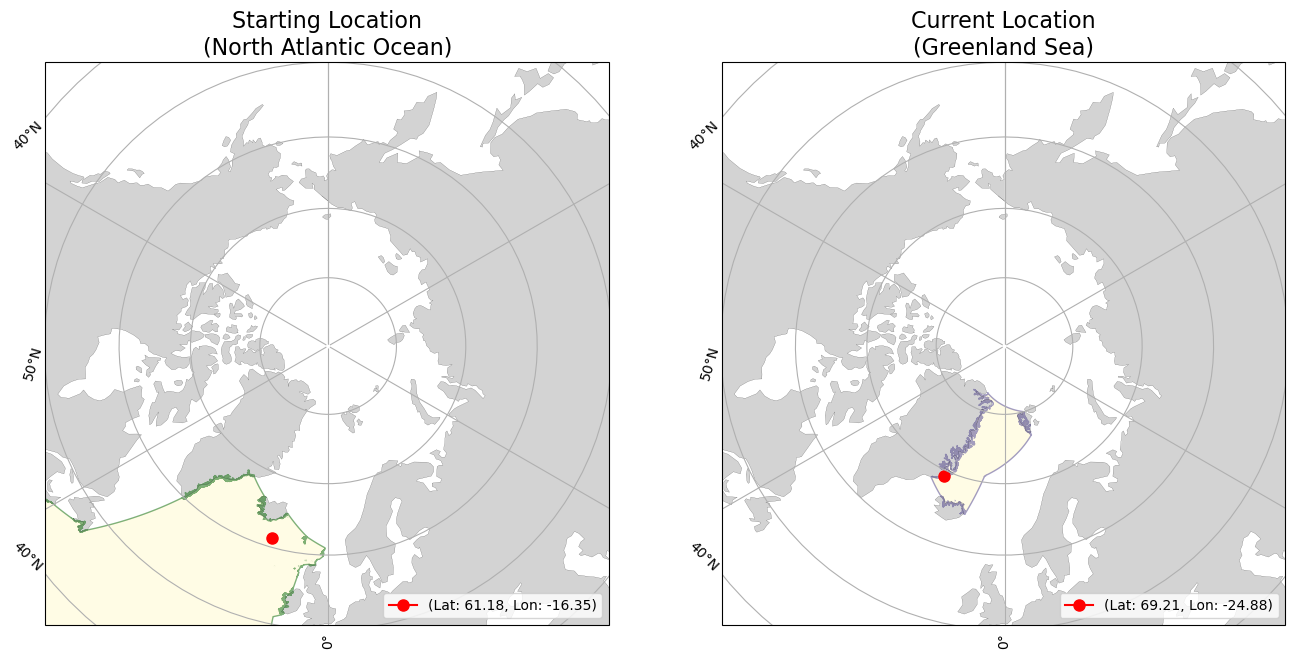 Starting Location
(North Atlantic Ocean)
40°N
50°N
40°N
0°
(Lat: 61.18, Lon: -16.35)
Current Location
(Greenland Sea)
40°N
50°N
40°N
0°
(Lat: 69.21, Lon: -24.88)